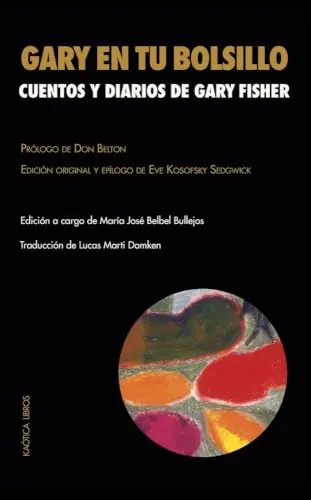 GARY EN TU BOLSILLO
CUENTOS Y DIARIOS DE GARY FISHER
PRÓLOGO DE DON BELTON
EDICIÓN ORIGINAL Y EPÍLOGO DE EVE KOSOFSKY SEDGWICK
Edición a cargo de María José Belbel Bullejos
Traducción de Lucas Marti Domken
KAÓTICA LIBROS